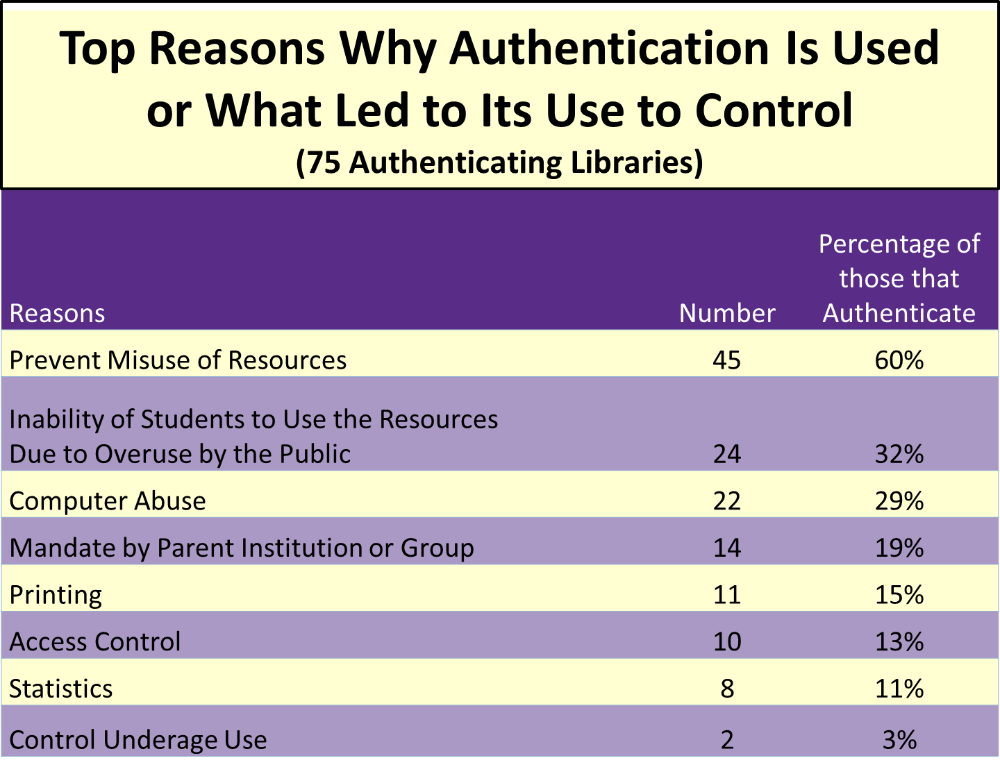 Top Reasons Why Authentication Is Used
or What Led to Its Use to Control
(75 Authenticating Libraries)
Reasons Number Percentage of those that Authenticate
Prevent Misuse of Resources 45 60%
Inability of Students to Use the Resources
Due to Overuse by the Public 24 32%
Computer Abuse 22 29%
Mandate by Parent Institution or Group 14 19%
Printing 11 15%
Access Control 10 13%
Statistics 8 11%
Control Underage Use 2 3%